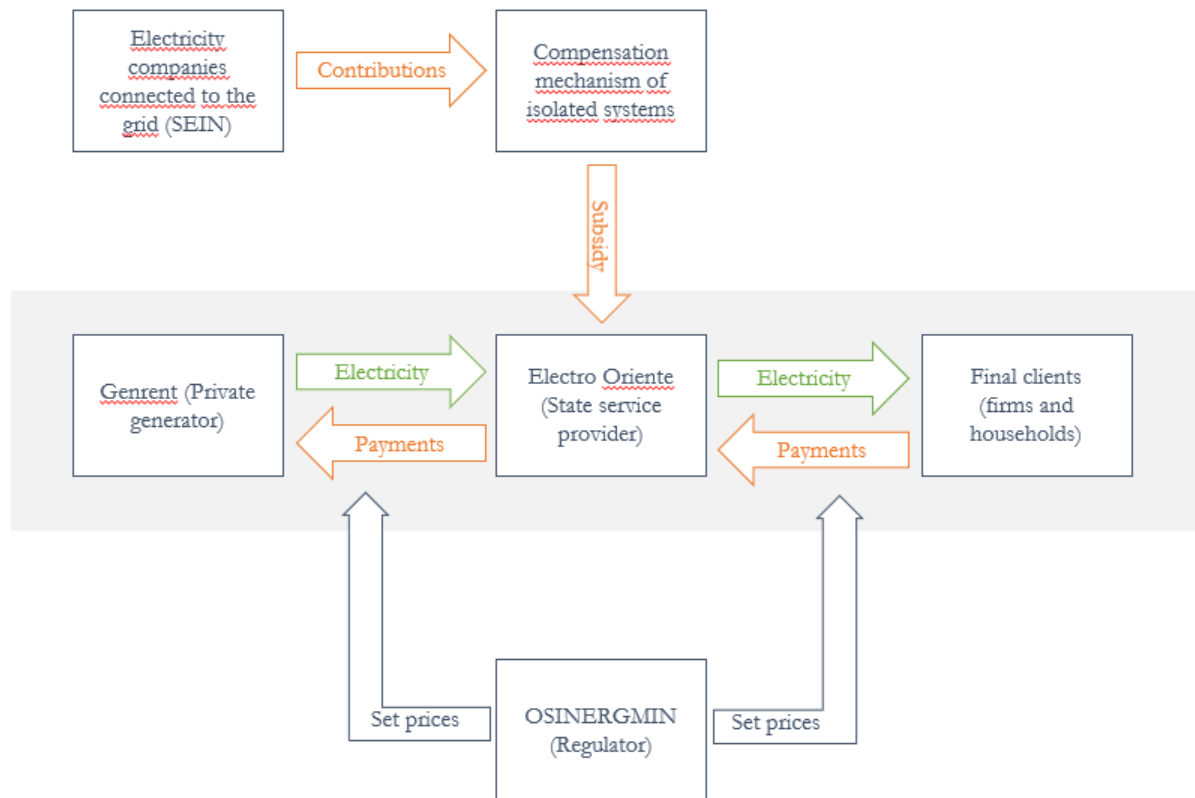 Electricity
companies
connected to the
grid (SEIN)
Contributions
Compensation
mechanism of
isolated systems
Subsidy
Genrent (Private
generator)
Electricity
Payments
Electro Oriente
(State service
provider)
Electricity
Payments
Final clients
(firms and
households)
Set prices
OSINERGMIN
(Regulator)
Set prices